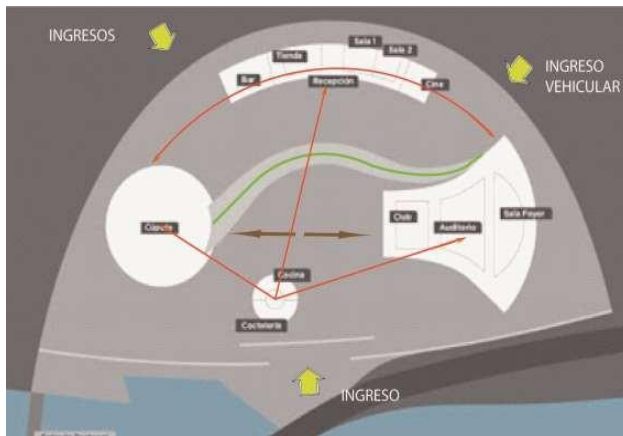 INGRESOS
Sala 1
Tienda
Sala 2
INGRESO
VEHICULAR
Bar
Recepción
Cine
Club
Sala Foyer
Cúpula
Auditorio
Cocina
Coctelería
INGRESO